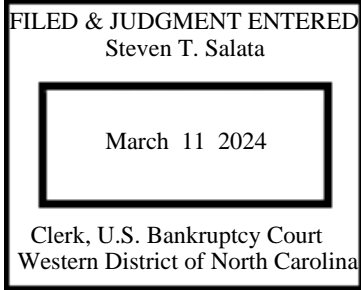 FILED & JUDGMENT ENTERED
Steven T. Salata
March 11 2024
Clerk, U.S. Bankruptcy Court
Western District of North Carolina